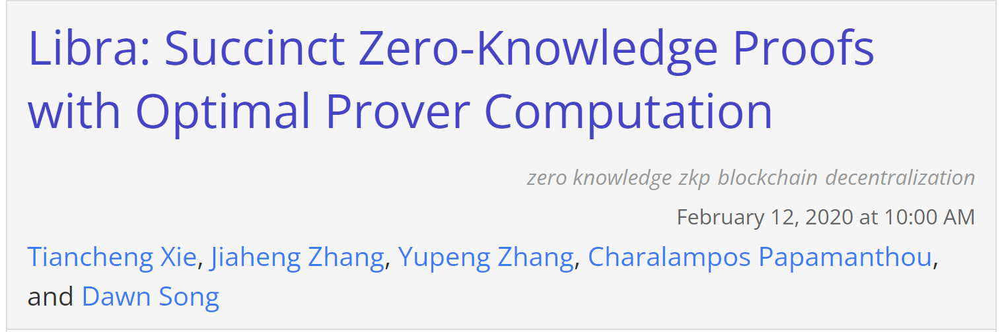 Libra: Succinct Zero-Knowledge Proofs
with Optimal Prover Computation
zero knowledge zkp blockchain decentralization
February 12, 2020 at 10:00 AM
Tiancheng Xie, Jiaheng Zhang, Yupeng Zhang, Charalampos Papamanthou,
and Dawn Song